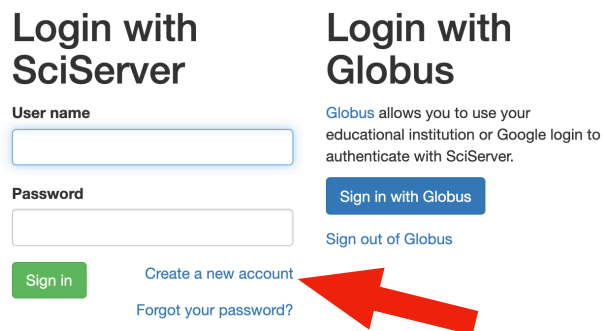 Login with
SciServer
User name
Password
Sign in
Create a new account
Forgot your password?
Login with
Globus
Globus allows you to use your
educational institution or Google login to
authenticate with SciServer.
Sign in with Globus
Sign out of Globus